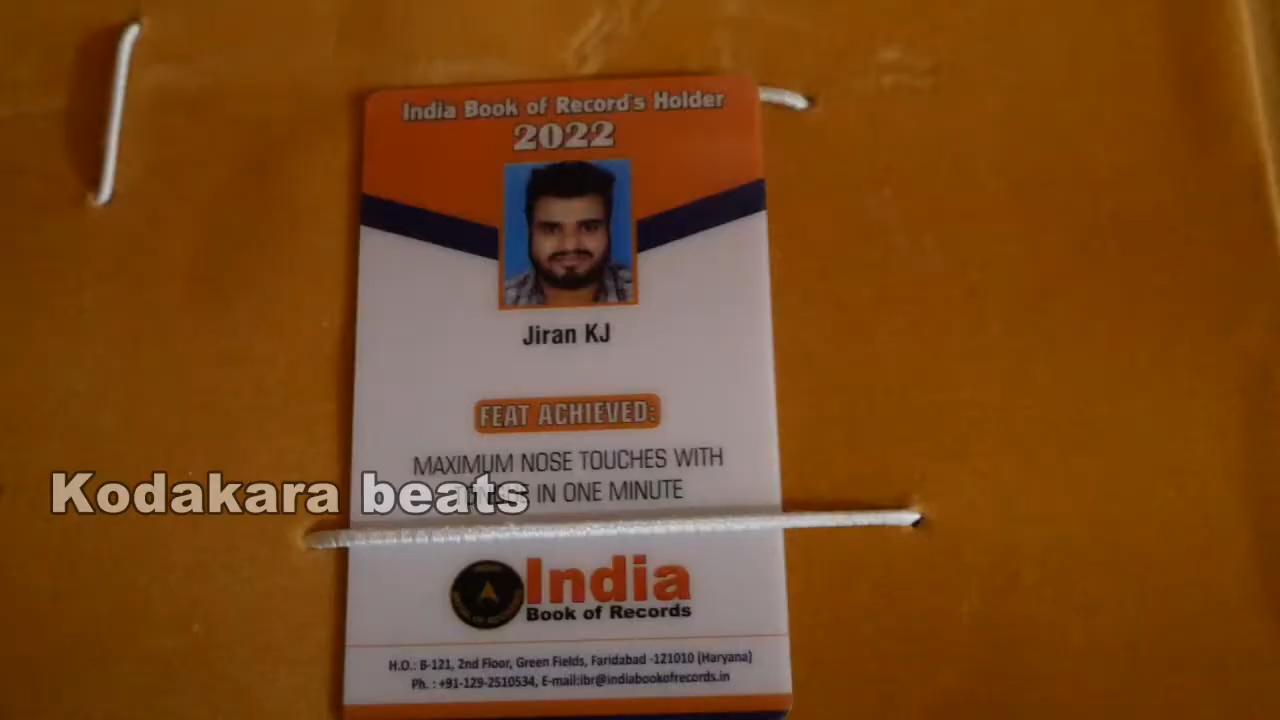 India Book of Record's Holder
2022
Jiran KJ
FEAT ACHIEVED:
MAXIMUM NOSE TOUCHES WITH
IN ONE MINUTE
Kodakara beats
India
Book of Records
H.O.: B-121, 2nd Floor, Green Fields, Faridabad -121010 (Haryana)
Ph. : +91-129-2510534, E-mail:ibr@indiabookofrecords.in